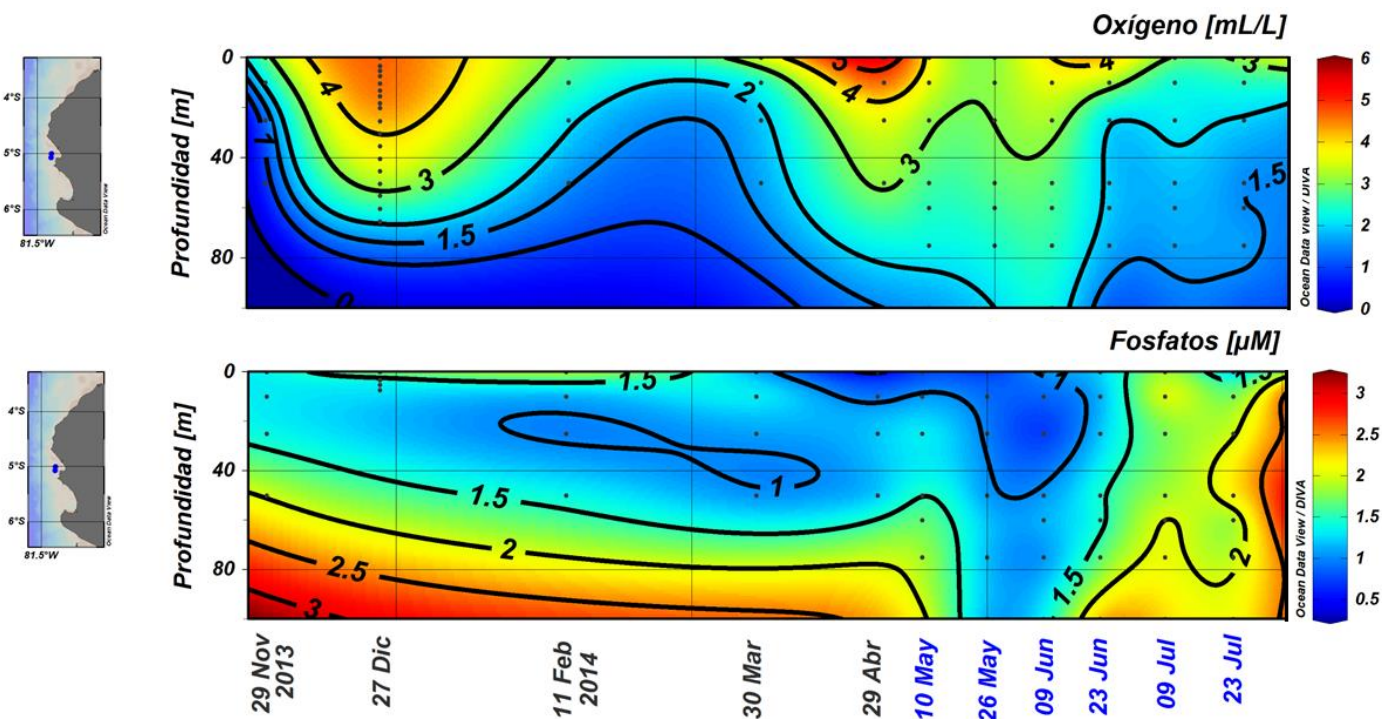 Oxígeno [mL/L]
0
40
80
Profundidad [m]
4
3
1
1.5
0
2
5
4
3
4
3
1.5
Ocean Data View / DIVA
6
5
4
3
2
1
0
4°S
5°S
6°S
81.5°W
Ocean Data View
Fosfatos [µM]
0
40
80
Profundidad [m]
1.5
1
1.5
2
2.5
3
1
1.5
1.5
2
Ocean Data View / DIVA
3
2.5
2
1.5
1
0.5
4°S
5°S
6°S
81.5°W
Ocean Data View
29 Nov
2013
27 Dic
11 Feb
2014
30 Mar
29 Abr
10 May
26 May
09 Jun
23 Jun
09 Jul
23 Jul